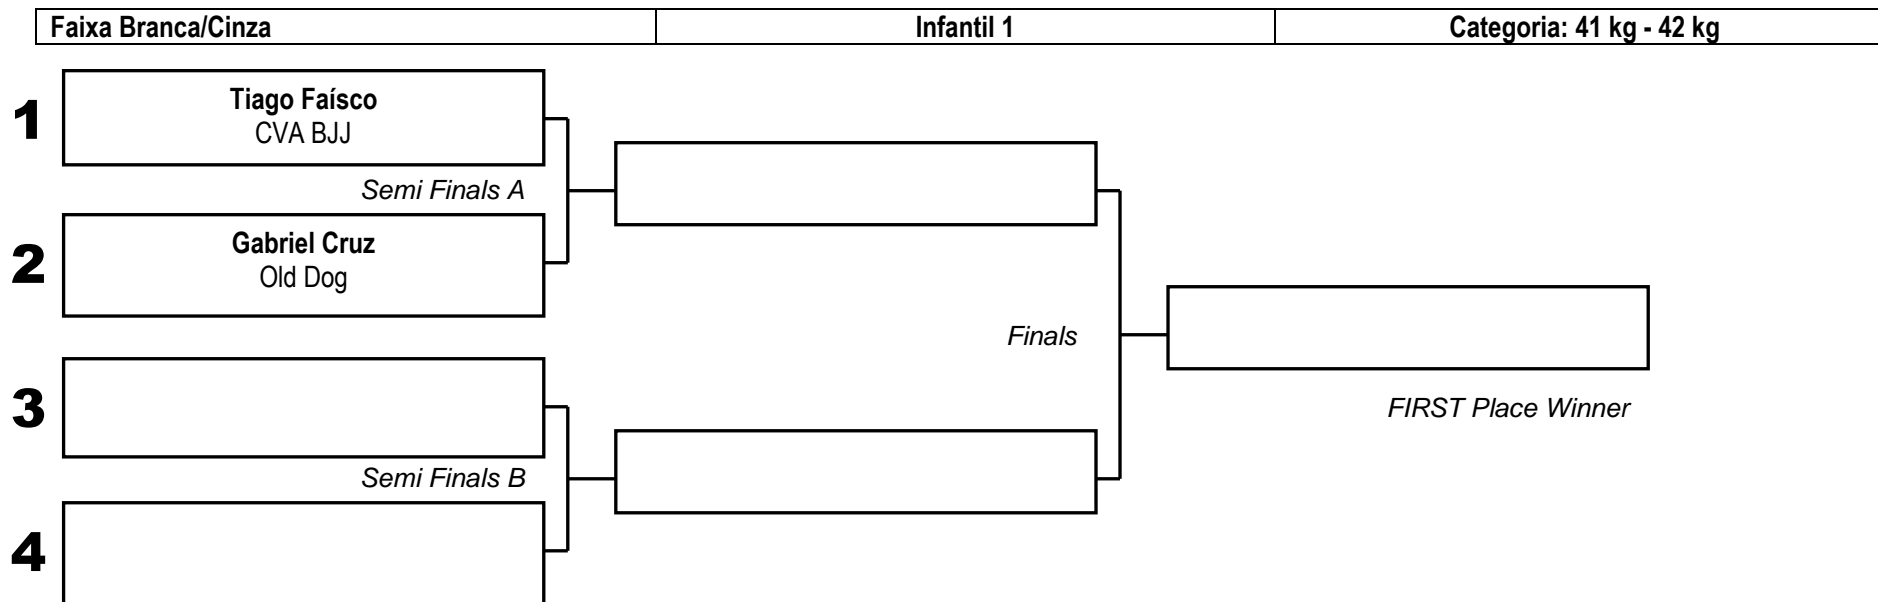 Faixa Branca/Cinza
Infantil 1
Categoria: 41 kg - 42 kg
1
Tiago Faísco
CVA BJJ
Semi Finals A
2
Gabriel Cruz
Old Dog
Finals
3
FIRST Place Winner
Semi Finals B
4